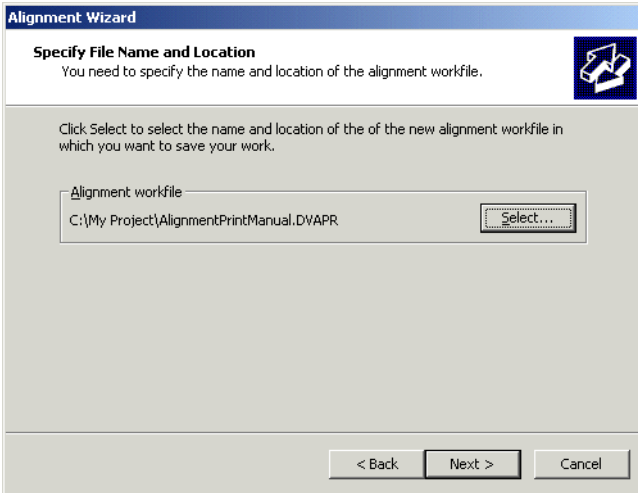 Alignment Wizard
Specify File Name and Location
You need to specify the name and location of the alignment workfile.
Click Select to select the name and location of the of the new alignment workfile in
which you want to save your work.
Alignment workfile
C:\My Project\AlignmentPrintManual.DVAPR
Select...
< Back Next > Cancel